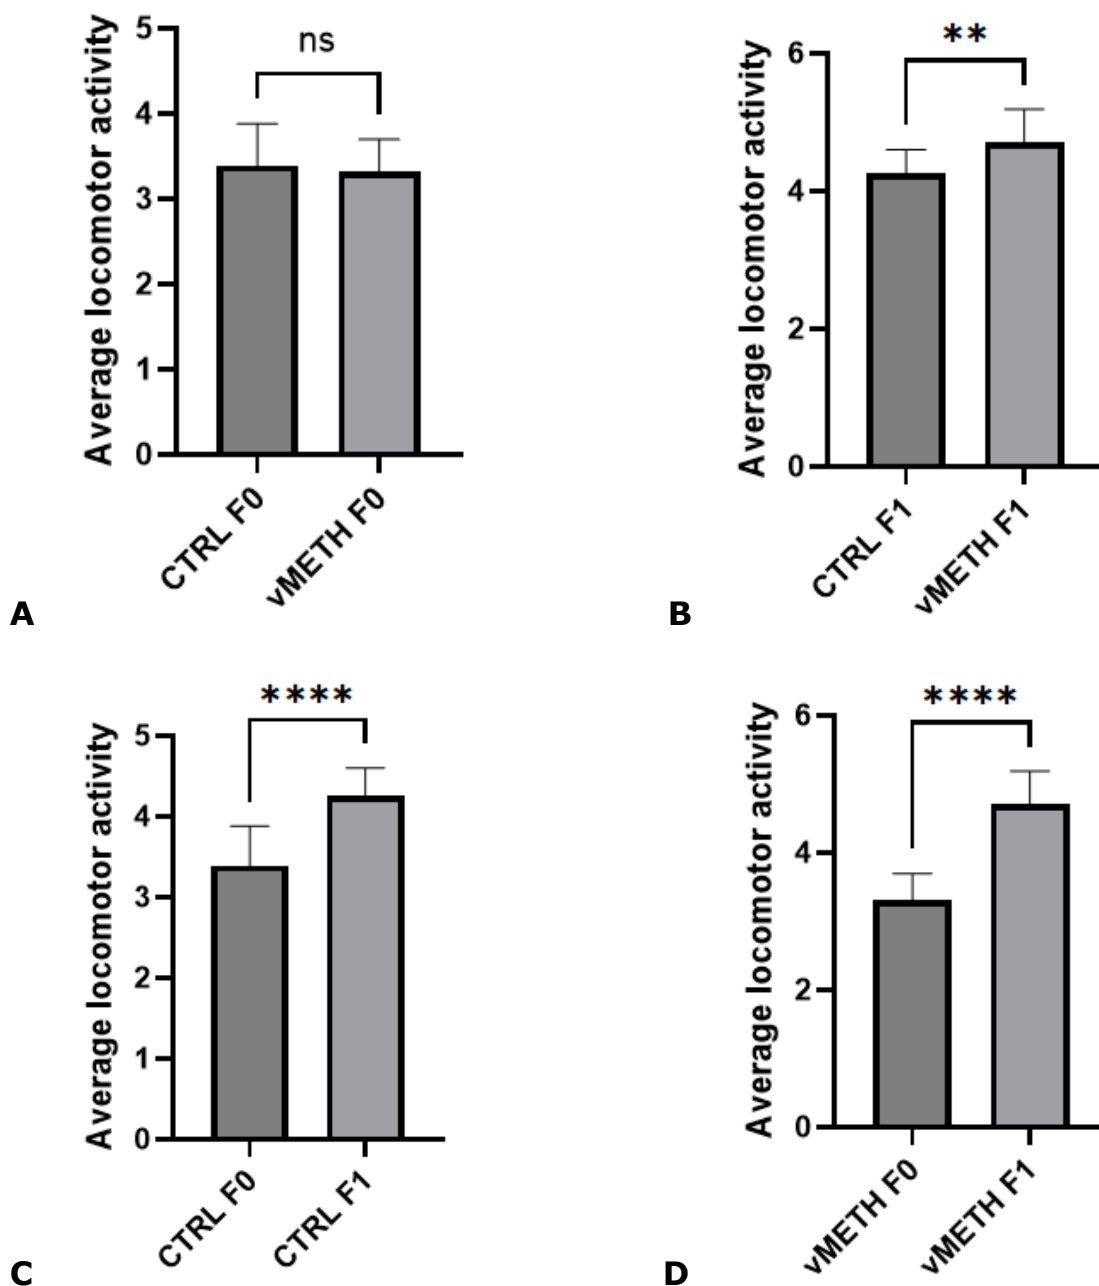 ns
Average locomotor activity
5
4
3
2
1
0
CTRL F0
vMETH F0
A
**
Average locomotor activity
6
4
2
0
CTRL F1
vMETH F1
B
****
Average locomotor activity
5
4
3
2
1
0
CTRL F0
CTRL F1
C
****
Average locomotor activity
6
4
2
0
vMETH F0
vMETH F1
D